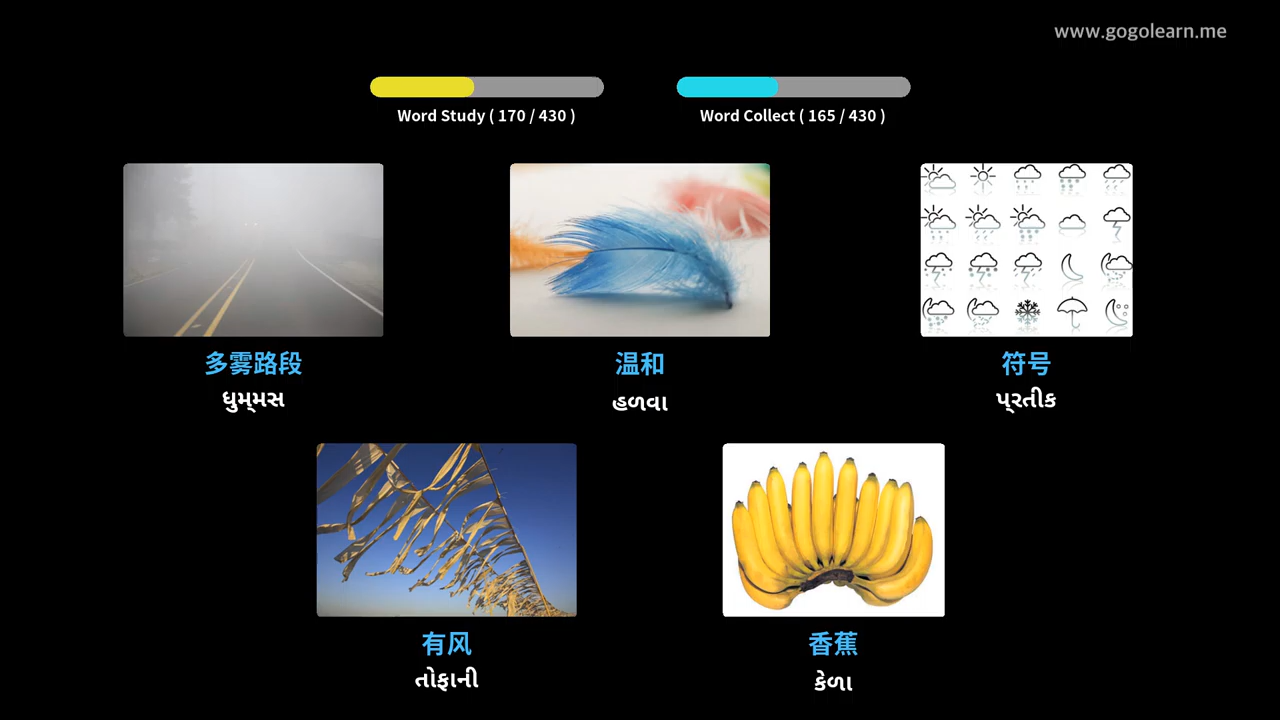 www.gogolearn.me
Word Study ( 170 / 430 )
Word Collect ( 165 / 430 )
多雾路段
ધુમ્મસ
温和
હળવા
符号
પ્રતીક
有风
તોફાની
香蕉
કેળા